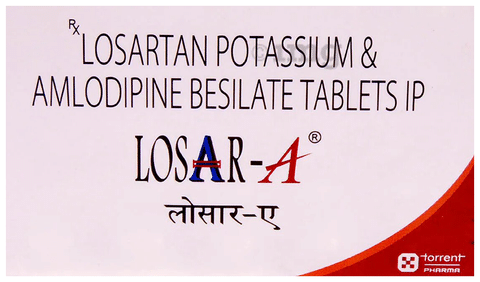 Rx LOSARTAN POTASSIUM &
AMLODIPINE BESILATE TABLETS IP
LOSAR-A®
लोसार-ए
torrent
PHARMA